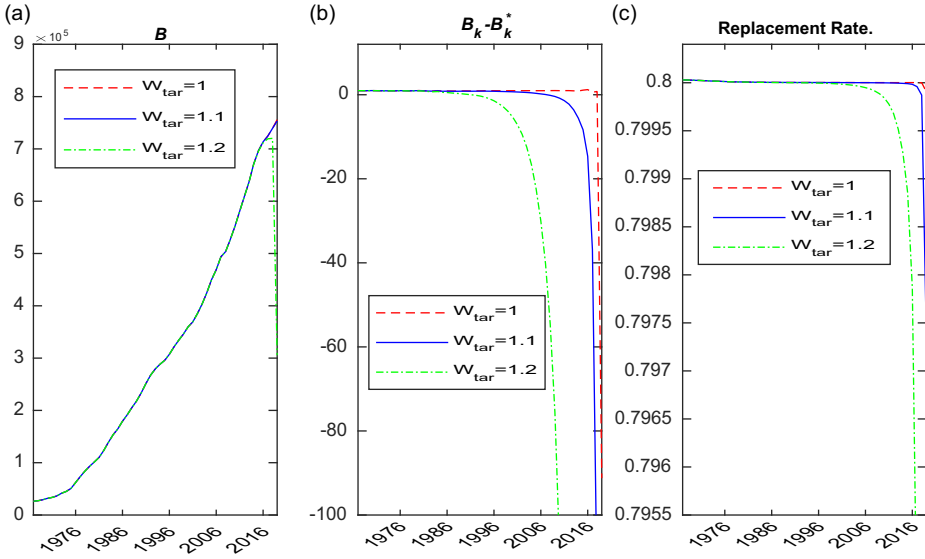 (a)
B
× 10^5
9
8
7
6
5
4
3
2
1
0
W_tar=1
W_tar=1.1
W_tar=1.2
1976
1986
1996
2006
2016
(b)
B_k-B_k^*
0
-20
-40
-60
-80
-100
W_tar=1
W_tar=1.1
W_tar=1.2
1976
1986
1996
2006
2016
(c)
Replacement Rate.
0.8
0.7995
0.799
0.7985
0.798
0.7975
0.797
0.7965
0.796
0.7955
W_tar=1
W_tar=1.1
W_tar=1.2
1976
1986
1996
2006
2016